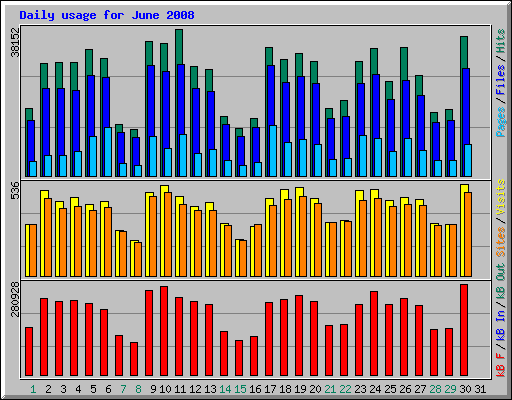 Daily usage for June 2008
38152
Pages / Files / Hits
536
Sites / Visits
280928
kB F / kB In / kB Out
1 2 3 4 5 6 7 8 9 10 11 12 13 14 15 16 17 18 19 20 21 22 23 24 25 26 27 28 29 30 31